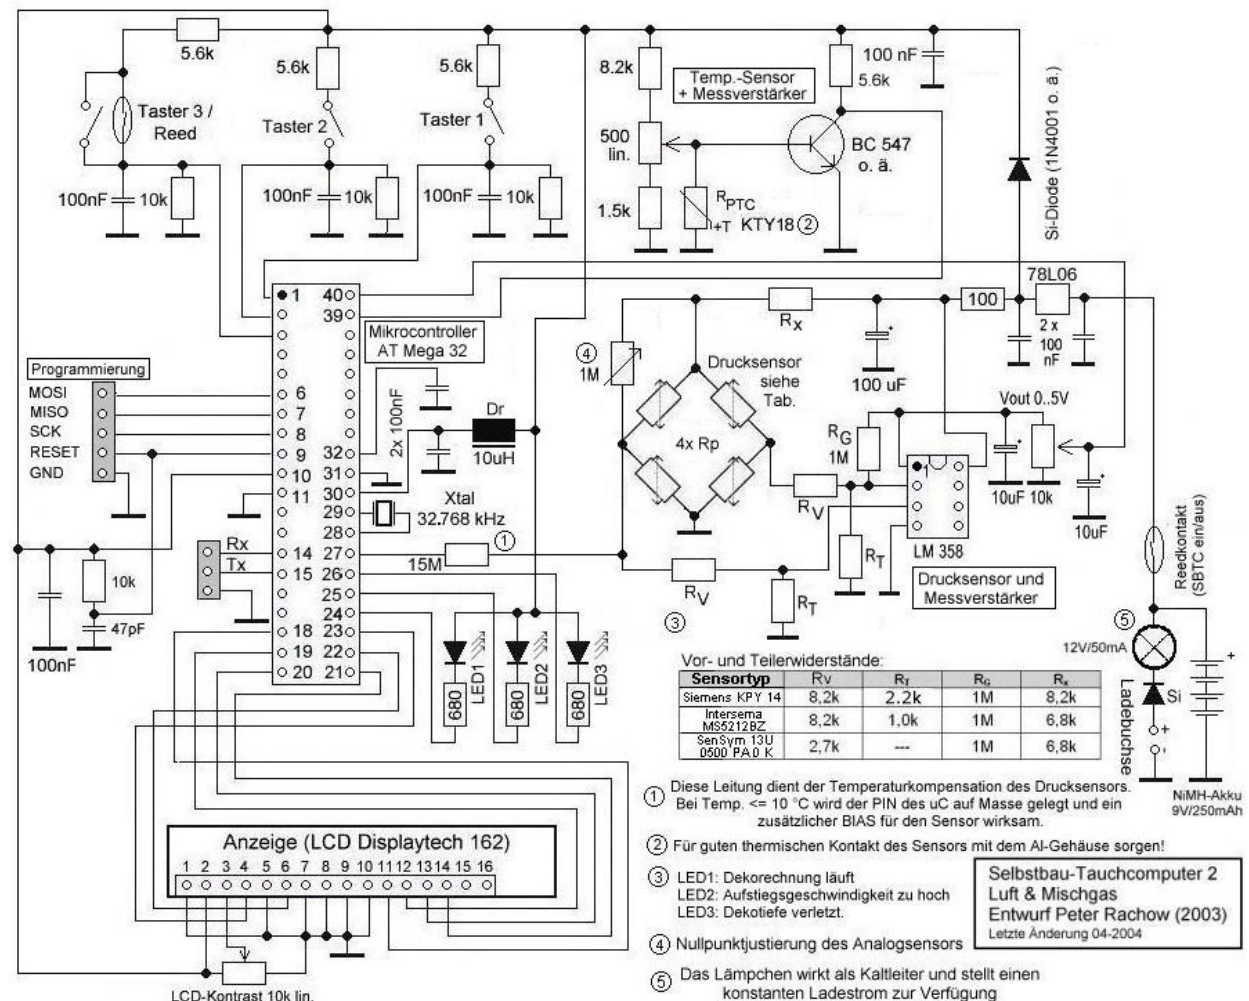 5.6k
5.6k
5.6k
8.2k
100 nF
5.6k
Temp.-Sensor
+ Messverstärker
Taster 3 /
Reed
Taster 2
Taster 1
500
lin.
BC 547
o. ä.
Si-Diode (1N4001 o. ä.)
100nF
10k
100nF
10k
100nF
10k
1.5k
RPTC
+T KTY18 2
78L06
1 40
39
Mikrocontroller
AT Mega 32
Rx
100
2 x
100
nF
4
1M
Drucksensor
siehe
Tab.
100 uF
Programmierung
MOSI
MISO
SCK
RESET
GND
6
7
8
9
10
11
32
31
30
29
28
2x 100nF
Dr
10uH
4x Rp
RG
1M
Vout 0..5V
1
10uF
10k
10uF
RV
LM 358
Xtal
32.768 kHz
1
15M
Rx
Tx
14 27
15 26
25
24
18 23
19 22
20 21
RT
RV
RT
3
Drucksensor und
Messverstärker
Reedkontakt
(SBTC ein/aus)
10k
47pF
100nF
LED1
LED2
LED3
680
680
680
5
12V/50mA
+
Si
Ladebuchse
+
-
NiMH-Akku
9V/250mAh
Vor- und Teilerwiderstände:
Sensortyp RV RT RG Rx
Siemens KPY 14 8,2k 2.2k 1M 8,2k
Intersema
MS5212BZ 8,2k 1,0k 1M 6,8k
SenSym 13U
0500 PA0 K 2,7k --- 1M 6,8k
1 Diese Leitung dient der Temperaturkompensation des Drucksensors.
Bei Temp. <= 10 °C wird der PIN des uC auf Masse gelegt und ein
zusätzlicher BIAS für den Sensor wirksam.
2 Für guten thermischen Kontakt des Sensors mit dem Al-Gehäuse sorgen!
3 LED1: Dekorechnung läuft
LED2: Aufstiegsgeschwindigkeit zu hoch
LED3: Dekotiefe verletzt.
4 Nullpunktjustierung des Analogsensors
5 Das Lämpchen wirkt als Kaltleiter und stellt einen
konstanten Ladestrom zur Verfügung
Selbstbau-Tauchcomputer 2
Luft & Mischgas
Entwurf Peter Rachow (2003)
Letzte Änderung 04-2004
Anzeige (LCD Displaytech 162)
1 2 3 4 5 6 7 8 9 10 11 12 13 14 15 16
LCD-Kontrast 10k lin.